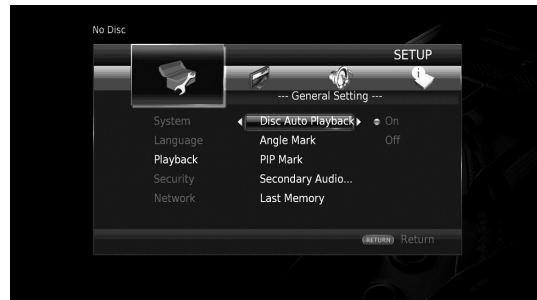 No Disc
SETUP
--- General Setting ---
System Disc Auto Playback On
Language Angle Mark Off
Playback PIP Mark
Security Secondary Audio...
Network Last Memory
RETURN Return